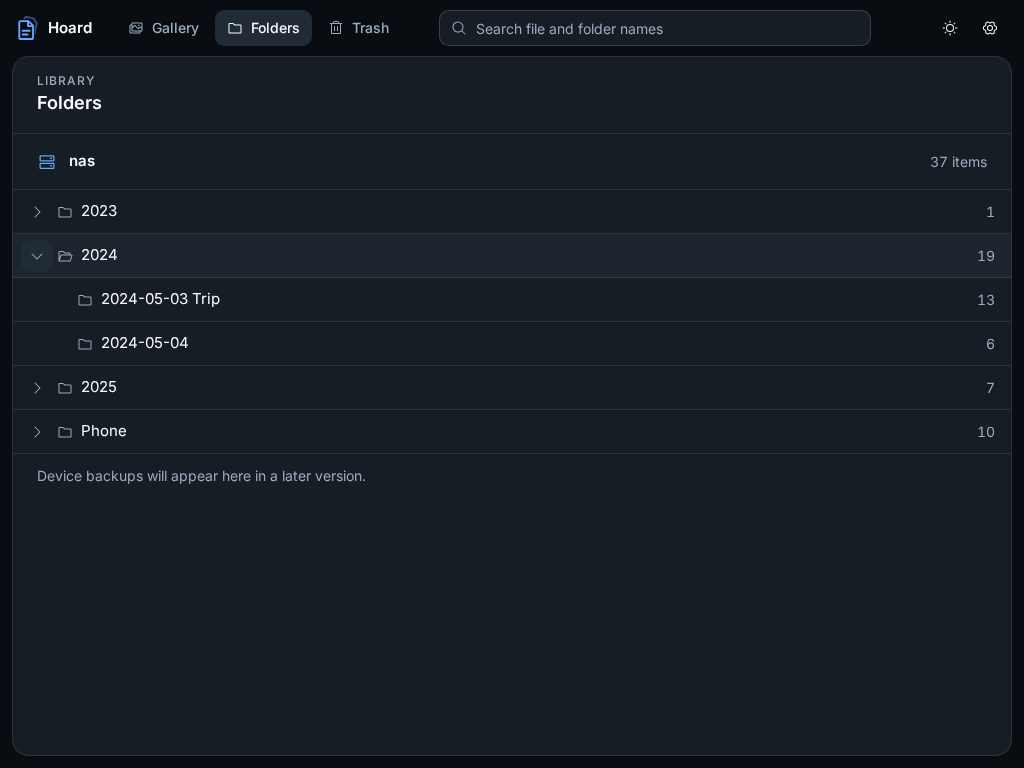 Hoard
Gallery
Folders
Trash
Search file and folder names
LIBRARY
Folders
nas
37 items
2023
1
2024
19
2024-05-03 Trip
13
2024-05-04
6
2025
7
Phone
10
Device backups will appear here in a later version.